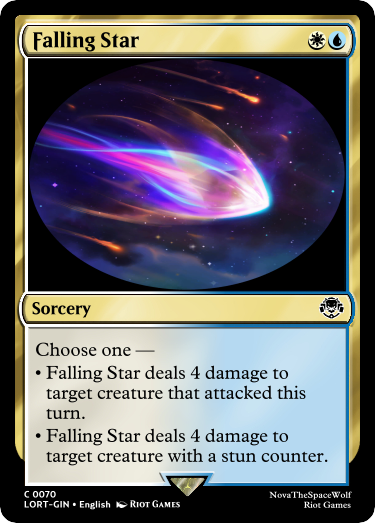 Falling Star
Sorcery
Choose one —
• Falling Star deals 4 damage to
target creature that attacked this
turn.
• Falling Star deals 4 damage to
target creature with a stun counter.
C 0070
LORT-GIN • English RIOT GAMES
NovaTheSpaceWolf
Riot Games